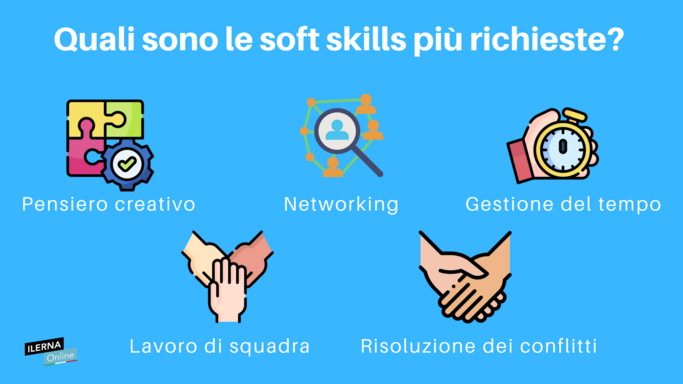 Quali sono le soft skills più richieste?
Pensiero creativo
Networking
Gestione del tempo
Lavoro di squadra
Risoluzione dei conflitti
ILERNA
Online